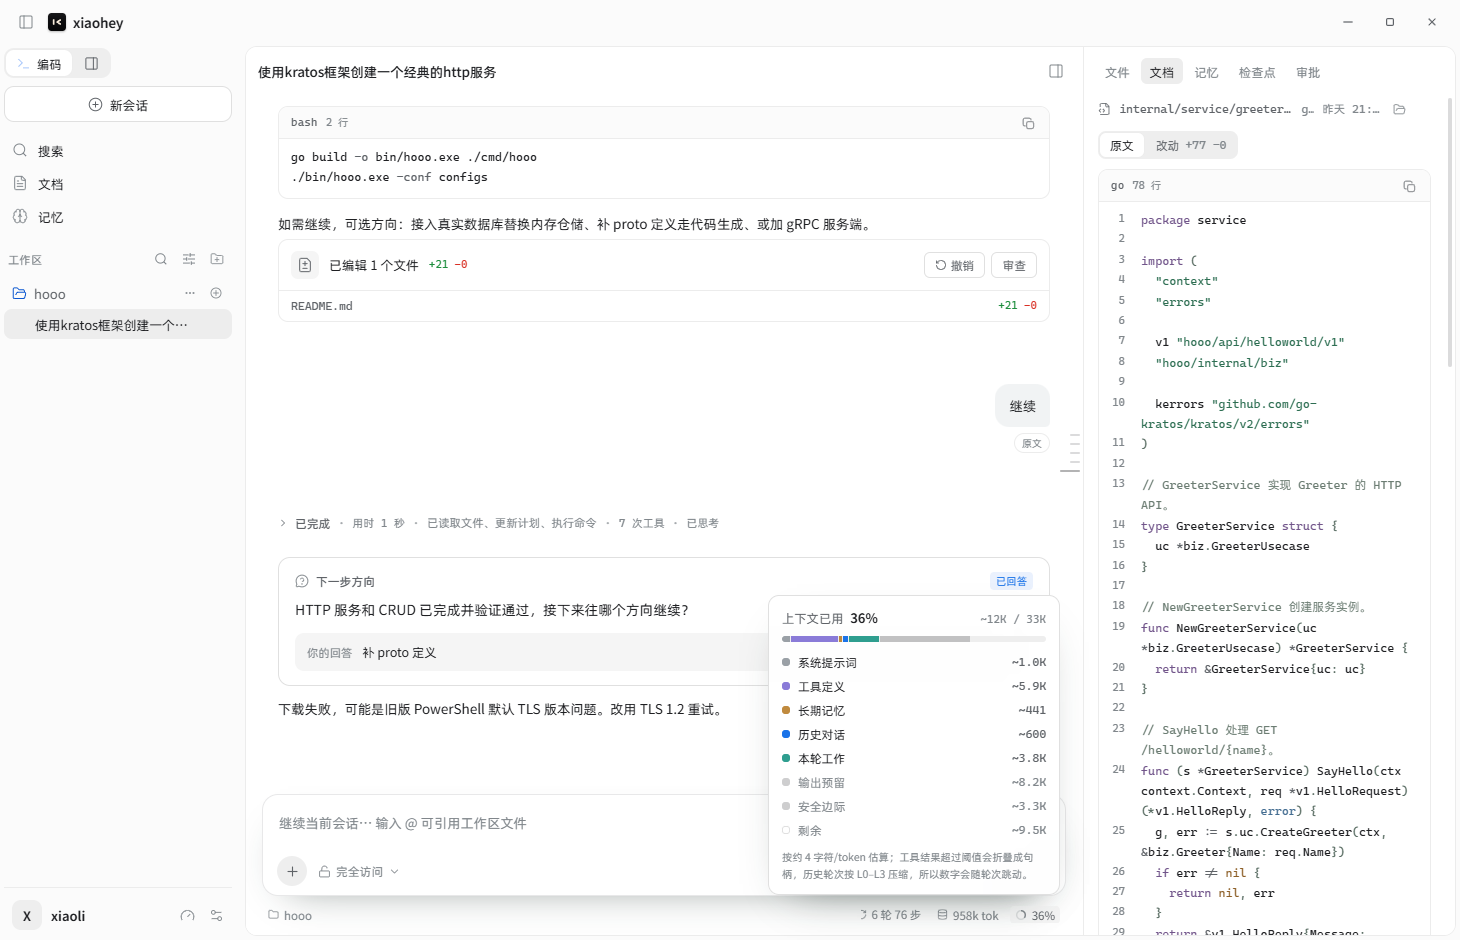 xiaohey
编码
新会话
搜索
文档
记忆
工作区
hooo
使用kratos框架创建一个…
X xiaoli
使用kratos框架创建一个经典的http服务
bash 2 行
go build -o bin/hooo.exe ./cmd/hooo
./bin/hooo.exe -conf configs
如需继续，可选方向：接入真实数据库替换内存仓储、补 proto 定义走代码生成、或加 gRPC 服务端。
已编辑 1 个文件 +21 -0 撤销 审查
README.md +21 -0
继续
原文
已完成 · 用时 1 秒 · 已读取文件、更新计划、执行命令 · 7 次工具 · 已思考
下一步方向 已回答
HTTP 服务和 CRUD 已完成并验证通过，接下来往哪个方向继续？
你的回答 补 proto 定义
下载失败，可能是旧版 PowerShell 默认 TLS 版本问题。改用 TLS 1.2 重试。
上下文已用 36% ~12K / 33K
系统提示词 ~1.0K
工具定义 ~5.9K
长期记忆 ~441
历史对话 ~600
本轮工作 ~3.8K
输出预留 ~8.2K
安全边际 ~3.3K
剩余 ~9.5K
按约 4 字符/token 估算；工具结果超过阈值会折叠成句
柄，历史轮次按 L0–L3 压缩，所以数字会随轮次跳动。
继续当前会话… 输入 @ 可引用工作区文件
完全访问
hooo 6 轮 76 步 958k tok 36%
文件 文档 记忆 检查点 审批
internal/service/greeter… g… 昨天 21:…
原文 改动 +77 -0
go 78 行
1 package service
2
3 import (
4 "context"
5 "errors"
6
7 v1 "hooo/api/helloworld/v1"
8 "hooo/internal/biz"
9
10 kerrors "github.com/go-
kratos/kratos/v2/errors"
11 )
12
13 // GreeterService 实现 Greeter 的 HTTP
API。
14 type GreeterService struct {
15 uc *biz.GreeterUsecase
16 }
17
18 // NewGreeterService 创建服务实例。
19 func NewGreeterService(uc
*biz.GreeterUsecase) *GreeterService {
20 return &GreeterService{uc: uc}
21 }
22
23 // SayHello 处理 GET
/helloworld/{name}。
24 func (s *GreeterService) SayHello(ctx
context.Context, req *v1.HelloRequest)
(*v1.HelloReply, error) {
25 g, err := s.uc.CreateGreeter(ctx,
&biz.Greeter{Name: req.Name})
26 if err ≠ nil {
27 return nil, err
28 }
29 return &v1.HelloReply{Message: